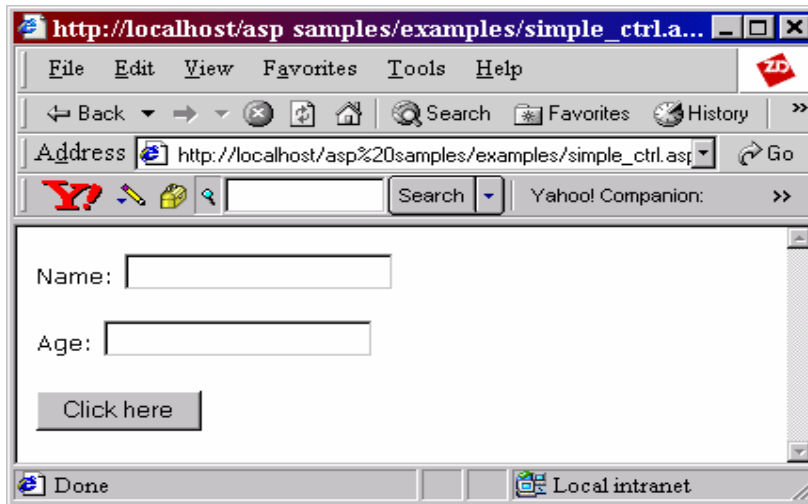 http://localhost/asp samples/examples/simple_ctrl.a...
File Edit View Favorites Tools Help
ZD
Back Search Favorites History »
Address http://localhost/asp%20samples/examples/simple_ctrl.asp Go
Y! Search Yahoo! Companion: »
Name:
Age:
Click here
Done Local intranet